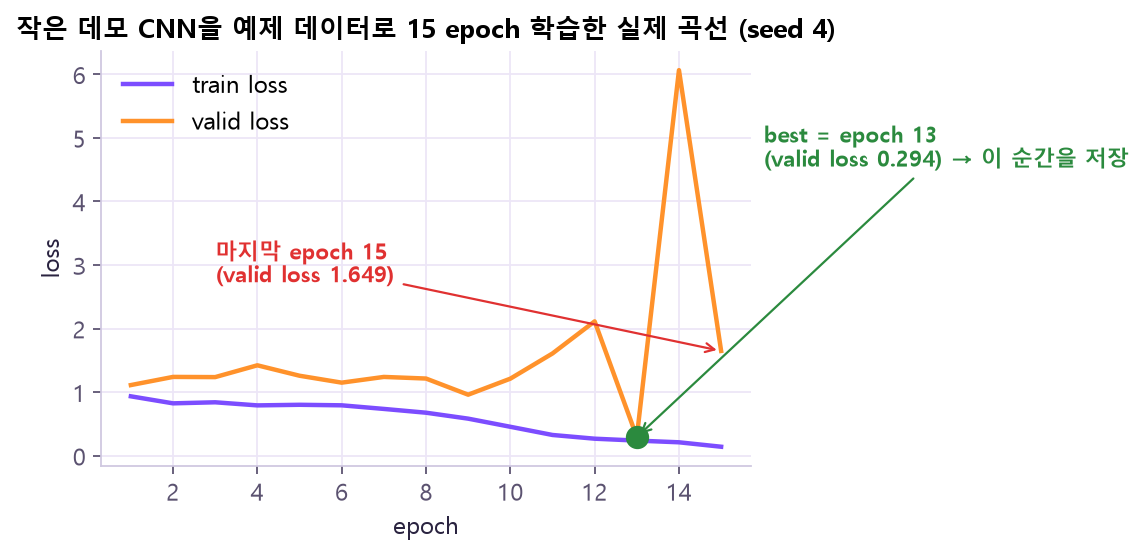 작은 데모 CNN을 예제 데이터로 15 epoch 학습한 실제 곡선 (seed 4)
train loss
valid loss
best = epoch 13
(valid loss 0.294) → 이 순간을 저장
마지막 epoch 15
(valid loss 1.649)
loss
6
5
4
3
2
1
0
2 4 6 8 10 12 14
epoch